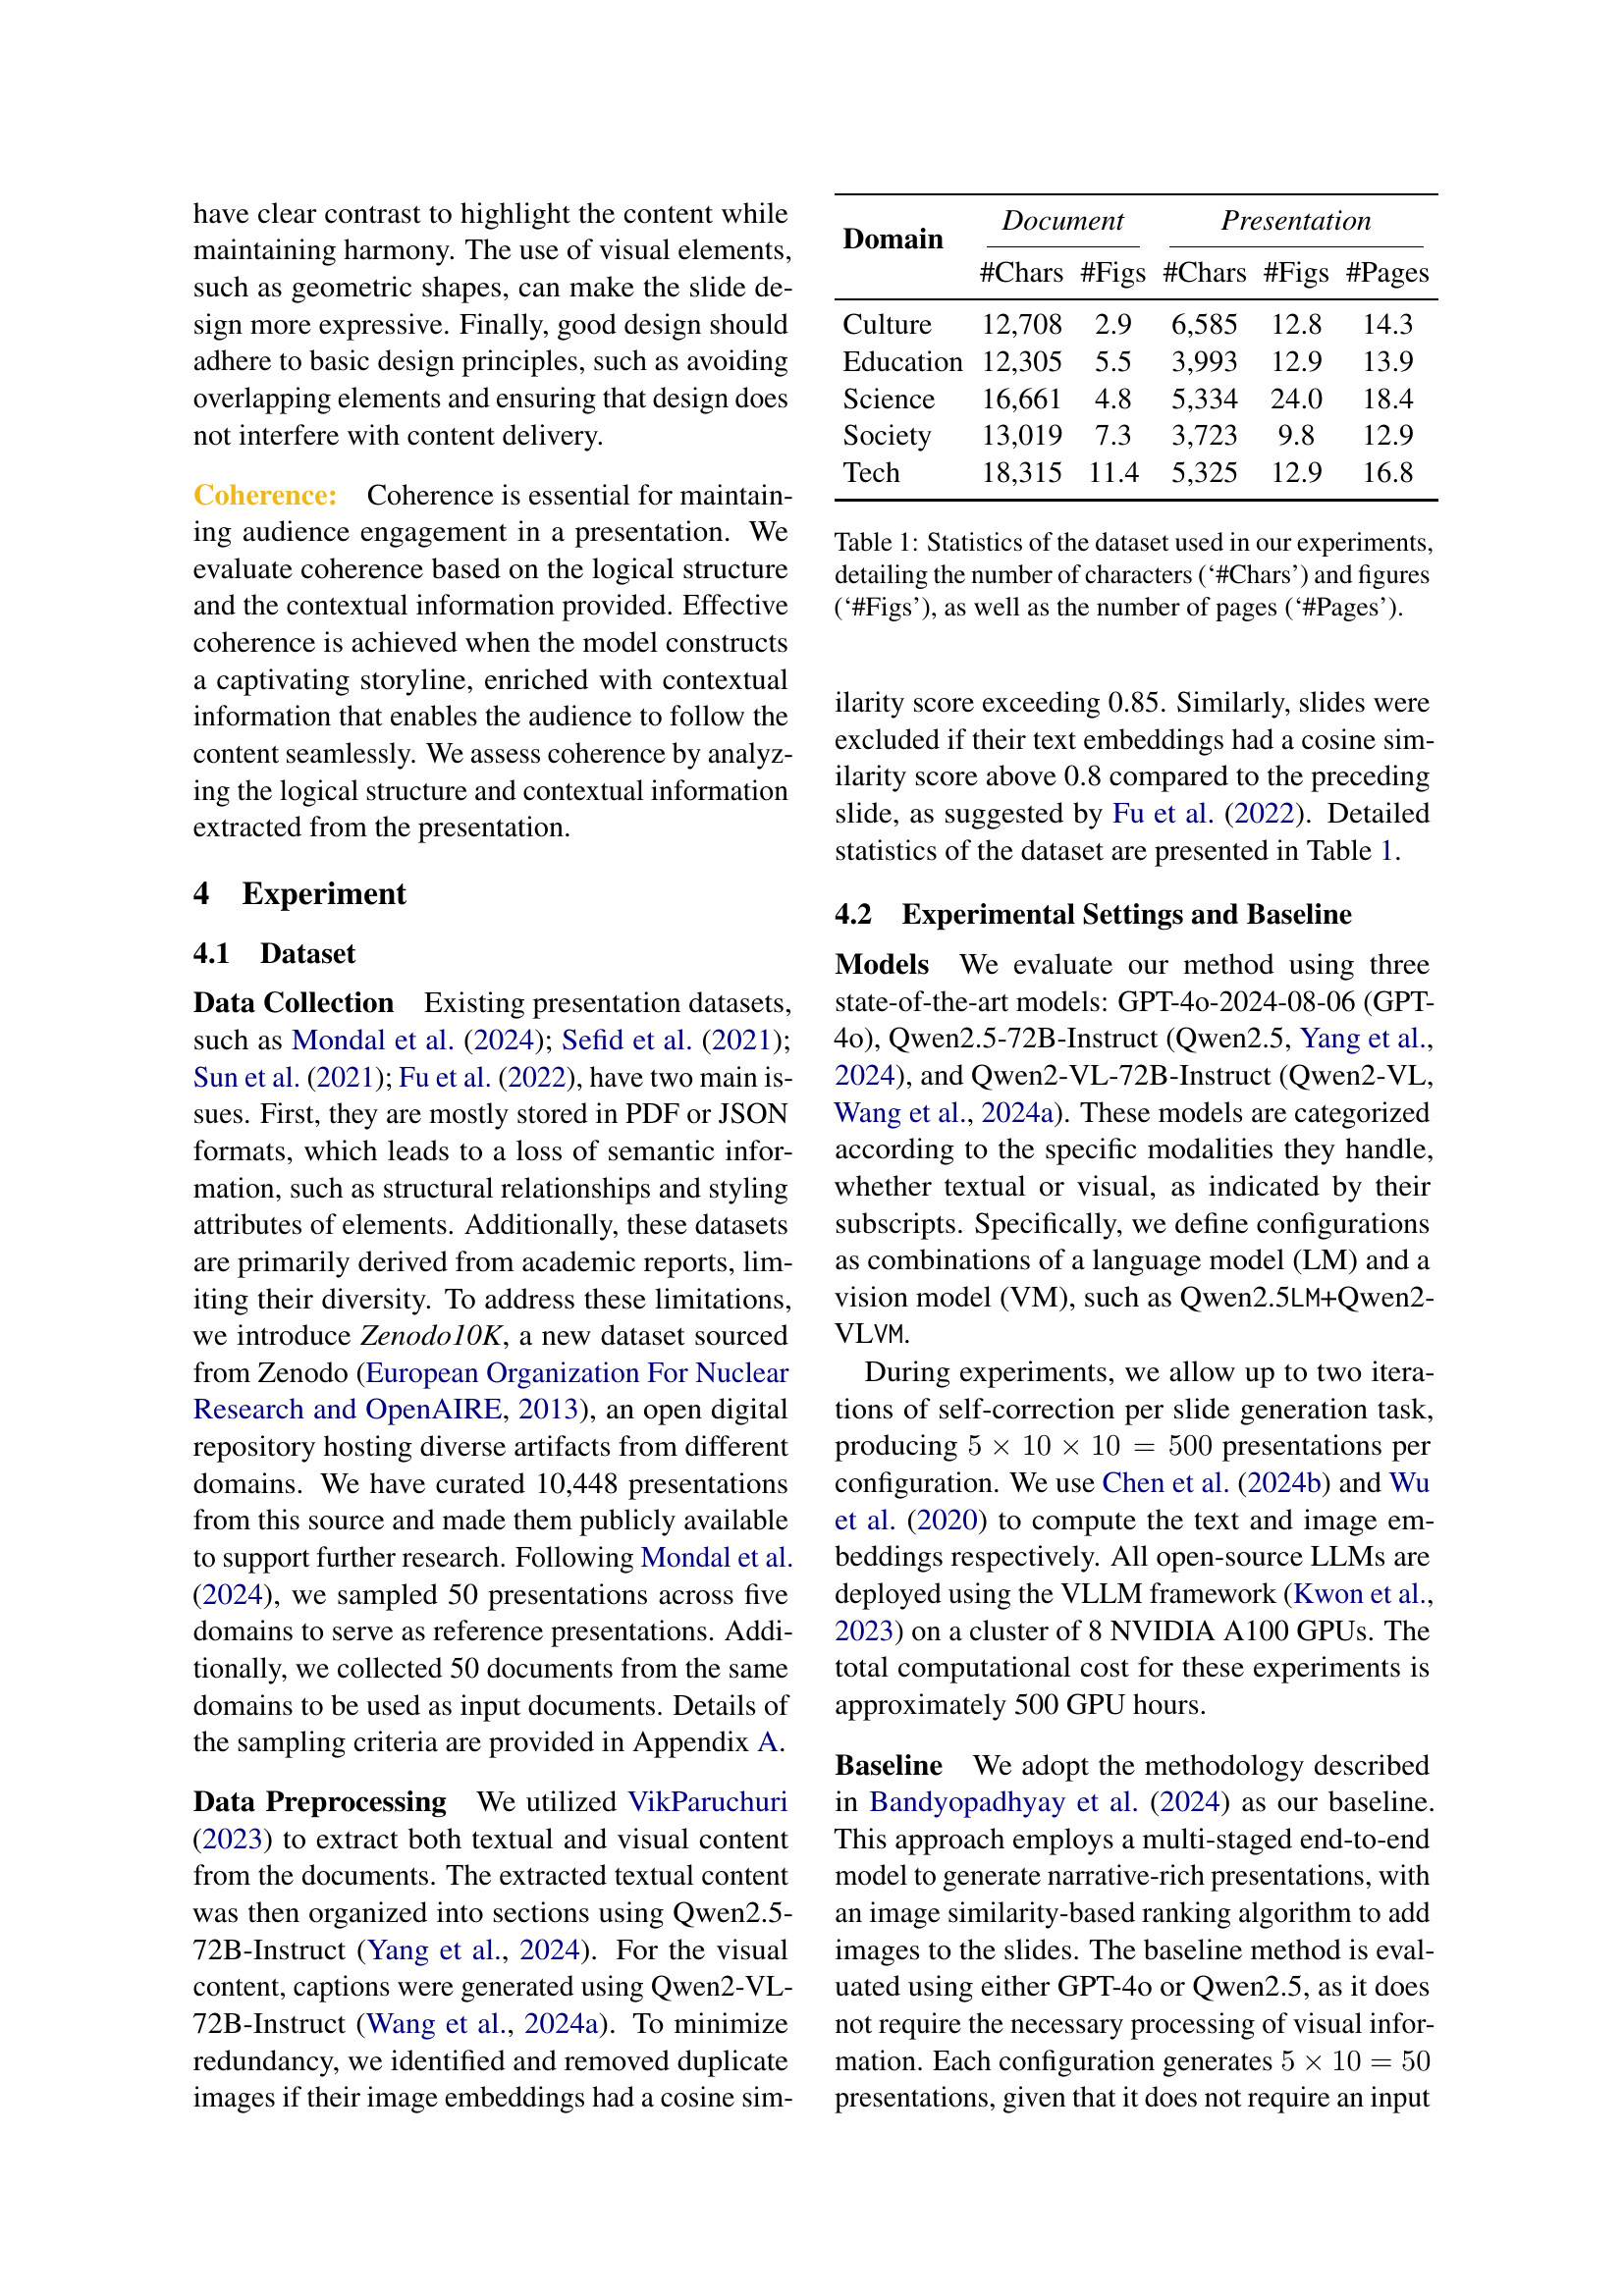 have clear contrast to highlight the content while
maintaining harmony. The use of visual elements,
such as geometric shapes, can make the slide de-
sign more expressive. Finally, good design should
adhere to basic design principles, such as avoiding
overlapping elements and ensuring that design does
not interfere with content delivery.
Coherence: Coherence is essential for maintain-
ing audience engagement in a presentation. We
evaluate coherence based on the logical structure
and the contextual information provided. Effective
coherence is achieved when the model constructs
a captivating storyline, enriched with contextual
information that enables the audience to follow the
content seamlessly. We assess coherence by analyz-
ing the logical structure and contextual information
extracted from the presentation.
4 Experiment
4.1 Dataset
Data Collection Existing presentation datasets,
such as Mondal et al. (2024); Sefid et al. (2021);
Sun et al. (2021); Fu et al. (2022), have two main is-
sues. First, they are mostly stored in PDF or JSON
formats, which leads to a loss of semantic infor-
mation, such as structural relationships and styling
attributes of elements. Additionally, these datasets
are primarily derived from academic reports, lim-
iting their diversity. To address these limitations,
we introduce Zenodo10K, a new dataset sourced
from Zenodo (European Organization For Nuclear
Research and OpenAIRE, 2013), an open digital
repository hosting diverse artifacts from different
domains. We have curated 10,448 presentations
from this source and made them publicly available
to support further research. Following Mondal et al.
(2024), we sampled 50 presentations across five
domains to serve as reference presentations. Addi-
tionally, we collected 50 documents from the same
domains to be used as input documents. Details of
the sampling criteria are provided in Appendix A.
Data Preprocessing We utilized VikParuchuri
(2023) to extract both textual and visual content
from the documents. The extracted textual content
was then organized into sections using Qwen2.5-
72B-Instruct (Yang et al., 2024). For the visual
content, captions were generated using Qwen2-VL-
72B-Instruct (Wang et al., 2024a). To minimize
redundancy, we identified and removed duplicate
images if their image embeddings had a cosine sim-
Domain Document Presentation
#Chars #Figs #Chars #Figs #Pages
Culture 12,708 2.9 6,585 12.8 14.3
Education 12,305 5.5 3,993 12.9 13.9
Science 16,661 4.8 5,334 24.0 18.4
Society 13,019 7.3 3,723 9.8 12.9
Tech 18,315 11.4 5,325 12.9 16.8
Table 1: Statistics of the dataset used in our experiments,
detailing the number of characters (‘#Chars’) and figures
(‘#Figs’), as well as the number of pages (‘#Pages’).
ilarity score exceeding 0.85. Similarly, slides were
excluded if their text embeddings had a cosine sim-
ilarity score above 0.8 compared to the preceding
slide, as suggested by Fu et al. (2022). Detailed
statistics of the dataset are presented in Table 1.
4.2 Experimental Settings and Baseline
Models We evaluate our method using three
state-of-the-art models: GPT-4o-2024-08-06 (GPT-
4o), Qwen2.5-72B-Instruct (Qwen2.5, Yang et al.,
2024), and Qwen2-VL-72B-Instruct (Qwen2-VL,
Wang et al., 2024a). These models are categorized
according to the specific modalities they handle,
whether textual or visual, as indicated by their
subscripts. Specifically, we define configurations
as combinations of a language model (LM) and a
vision model (VM), such as Qwen2.5LM+Qwen2-
VLVM.
During experiments, we allow up to two itera-
tions of self-correction per slide generation task,
producing 5 × 10 × 10 = 500 presentations per
configuration. We use Chen et al. (2024b) and Wu
et al. (2020) to compute the text and image em-
beddings respectively. All open-source LLMs are
deployed using the VLLM framework (Kwon et al.,
2023) on a cluster of 8 NVIDIA A100 GPUs. The
total computational cost for these experiments is
approximately 500 GPU hours.
Baseline We adopt the methodology described
in Bandyopadhyay et al. (2024) as our baseline.
This approach employs a multi-staged end-to-end
model to generate narrative-rich presentations, with
an image similarity-based ranking algorithm to add
images to the slides. The baseline method is eval-
uated using either GPT-4o or Qwen2.5, as it does
not require the necessary processing of visual infor-
mation. Each configuration generates 5 × 10 = 50
presentations, given that it does not require an input